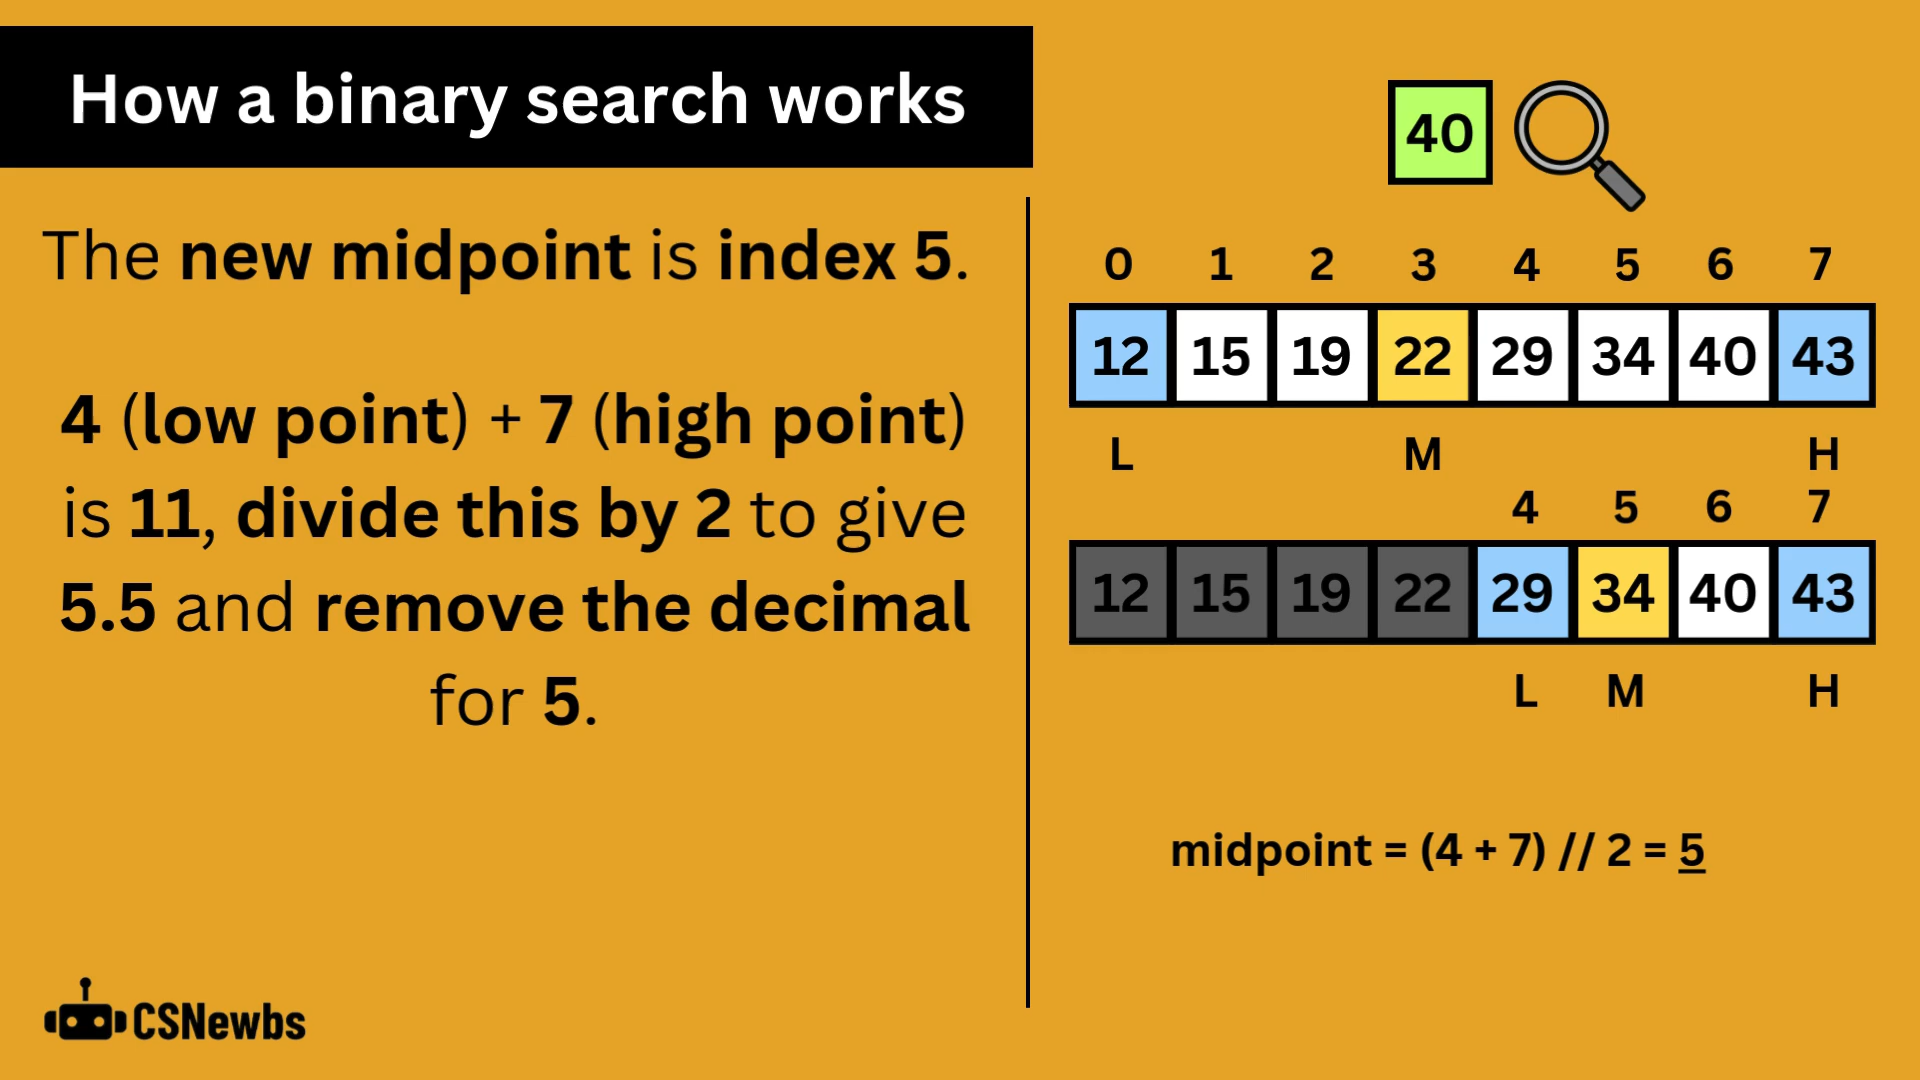 How a binary search works
The new midpoint is index 5.
4 (low point) + 7 (high point)
is 11, divide this by 2 to give
5.5 and remove the decimal
for 5.
CSNewbs
40
0 1 2 3 4 5 6 7
12 15 19 22 29 34 40 43
L M H
4 5 6 7
12 15 19 22 29 34 40 43
L M H
midpoint = (4 + 7) // 2 = 5